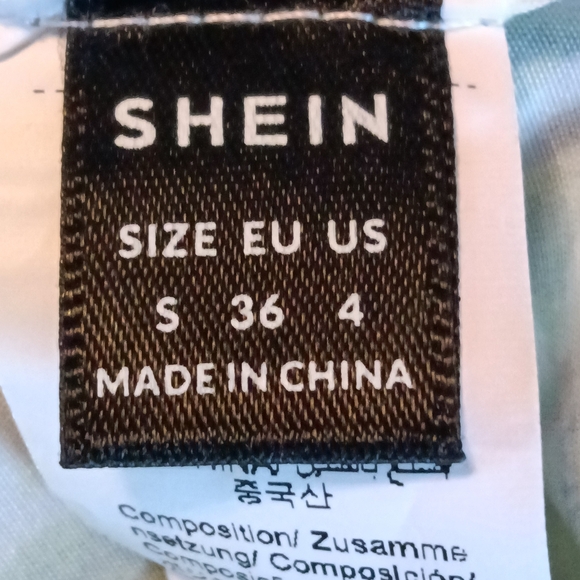 SHEIN
SIZE EU US
S 36 4
MADE IN CHINA
중국산
Composition/ Zusamme
nsetzung/ Composición/